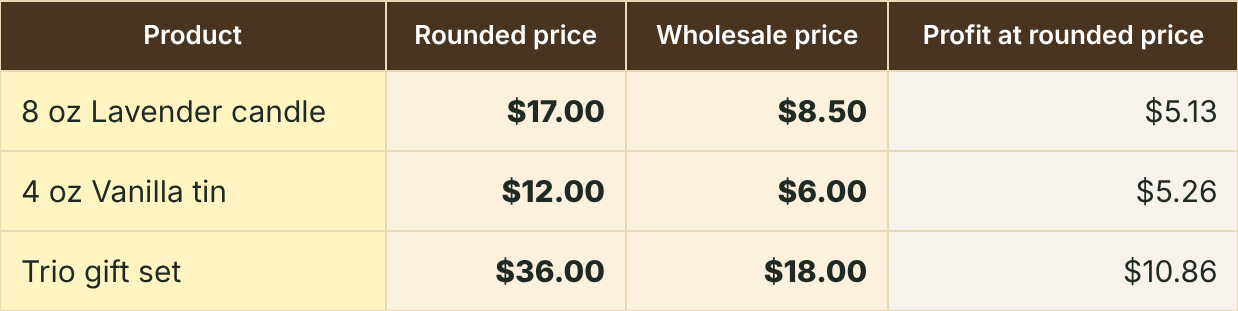 Product Rounded price Wholesale price Profit at rounded price
8 oz Lavender candle $17.00 $8.50 $5.13
4 oz Vanilla tin $12.00 $6.00 $5.26
Trio gift set $36.00 $18.00 $10.86